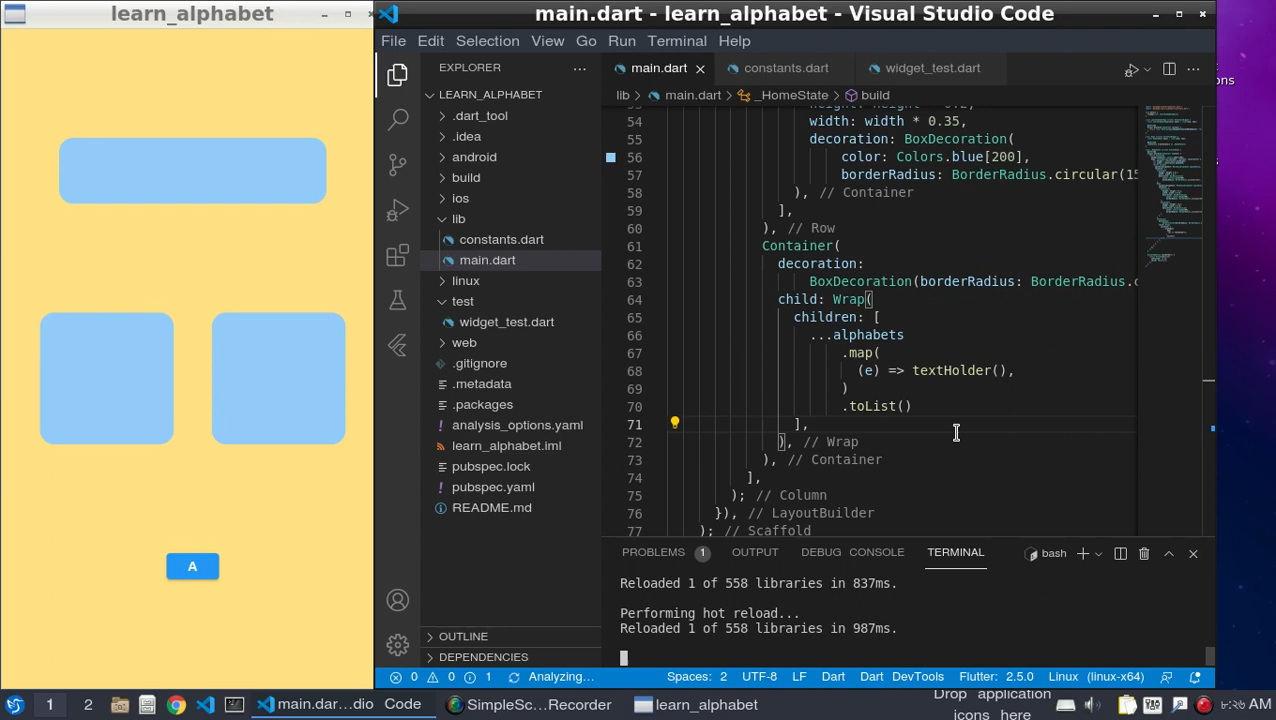 learn_alphabet
A
main.dart - learn_alphabet - Visual Studio Code
File Edit Selection View Go Run Terminal Help
EXPLORER
LEARN_ALPHABET
.dart_tool
.idea
android
build
ios
lib
constants.dart
main.dart
linux
test
widget_test.dart
web
.gitignore
.metadata
.packages
analysis_options.yaml
learn_alphabet.iml
pubspec.lock
pubspec.yaml
README.md
OUTLINE
DEPENDENCIES
main.dart constants.dart widget_test.dart
lib main.dart _HomeState build
54 width: width * 0.35,
55 decoration: BoxDecoration(
56 color: Colors.blue[200],
57 borderRadius: BorderRadius.circular(15
58 ), // Container
59 ],
60 ), // Row
61 Container(
62 decoration:
63 BoxDecoration(borderRadius: BorderRadius.c
64 child: Wrap(
65 children: [
66 ...alphabets
67 .map(
68 (e) => textHolder(),
69 )
70 .toList()
71 ],
72 ), // Wrap
73 ), // Container
74 ],
75 ); // Column
76 }), // LayoutBuilder
77 ); // Scaffold
PROBLEMS 1 OUTPUT DEBUG CONSOLE TERMINAL bash
Reloaded 1 of 558 libraries in 837ms.
Performing hot reload...
Reloaded 1 of 558 libraries in 987ms.
0 0 1 Analyzing... Spaces: 2 UTF-8 LF Dart Dart DevTools Flutter: 2.5.0 Linux (linux-x64)
ons
1 2 main.dar...dio Code SimpleSc...Recorder learn_alphabet
Drop application
icons here
AM